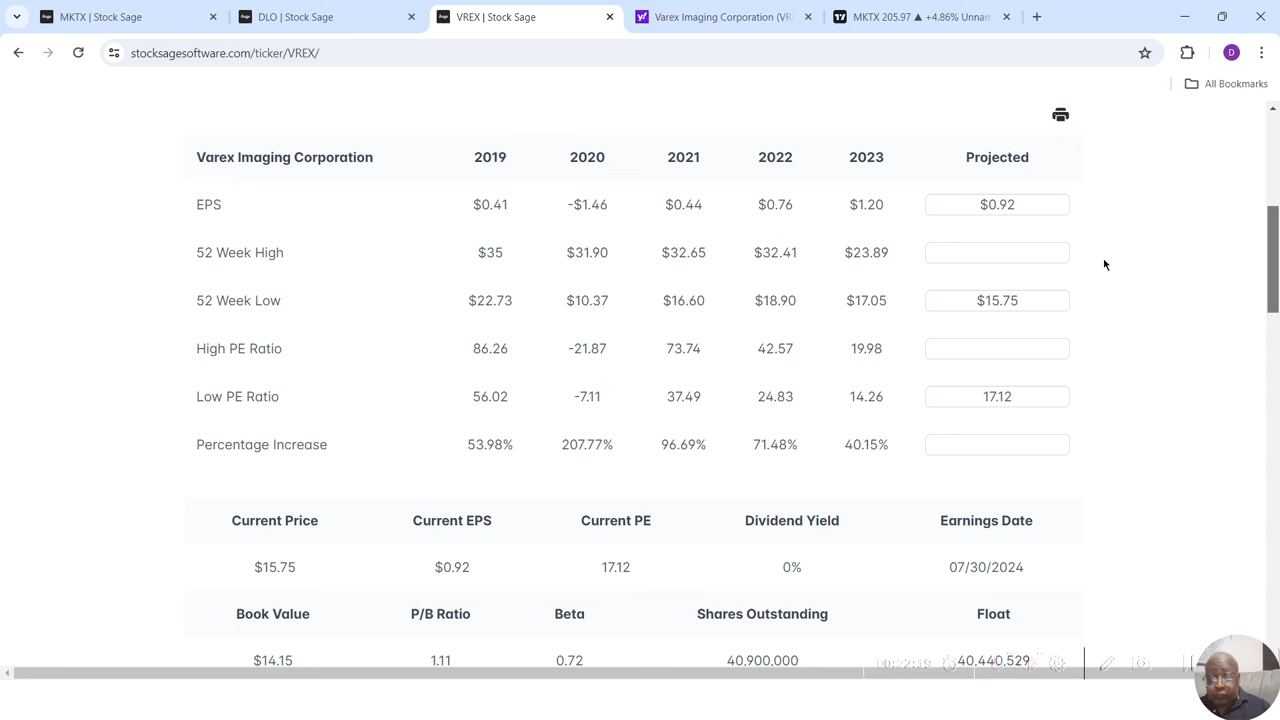 MKTX | Stock Sage
DLO | Stock Sage
VREX | Stock Sage
Varex Imaging Corporation (VR
MKTX 205.97 ▲ +4.86% Unnam
stocksagesoftware.com/ticker/VREX/
D
All Bookmarks
Varex Imaging Corporation 2019 2020 2021 2022 2023 Projected
EPS $0.41 -$1.46 $0.44 $0.76 $1.20 $0.92
52 Week High $35 $31.90 $32.65 $32.41 $23.89
52 Week Low $22.73 $10.37 $16.60 $18.90 $17.05 $15.75
High PE Ratio 86.26 -21.87 73.74 42.57 19.98
Low PE Ratio 56.02 -7.11 37.49 24.83 14.26 17.12
Percentage Increase 53.98% 207.77% 96.69% 71.48% 40.15%
Current Price Current EPS Current PE Dividend Yield Earnings Date
$15.75 $0.92 17.12 0% 07/30/2024
Book Value P/B Ratio Beta Shares Outstanding Float
$14.15 1.11 0.72 40,900,000 40,440,529